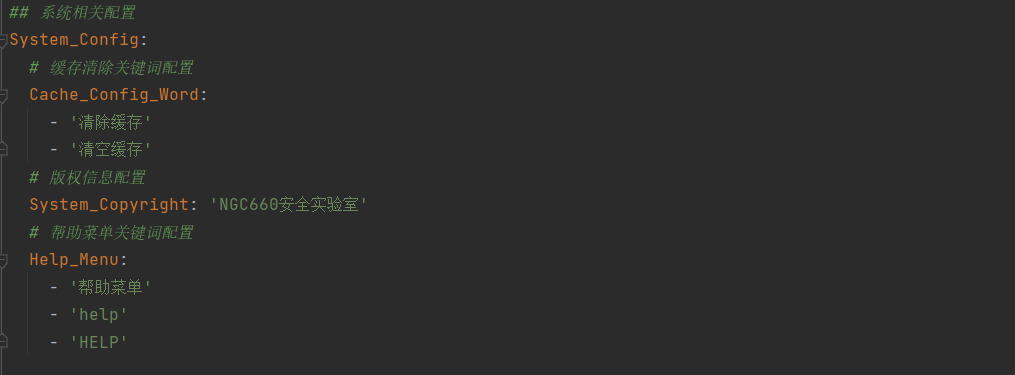 ## 系统相关配置
System_Config:
  # 缓存清除关键词配置
  Cache_Config_Word:
    - '清除缓存'
    - '清空缓存'
  # 版权信息配置
  System_Copyright: 'NGC660安全实验室'
  # 帮助菜单关键词配置
  Help_Menu:
    - '帮助菜单'
    - 'help'
    - 'HELP'